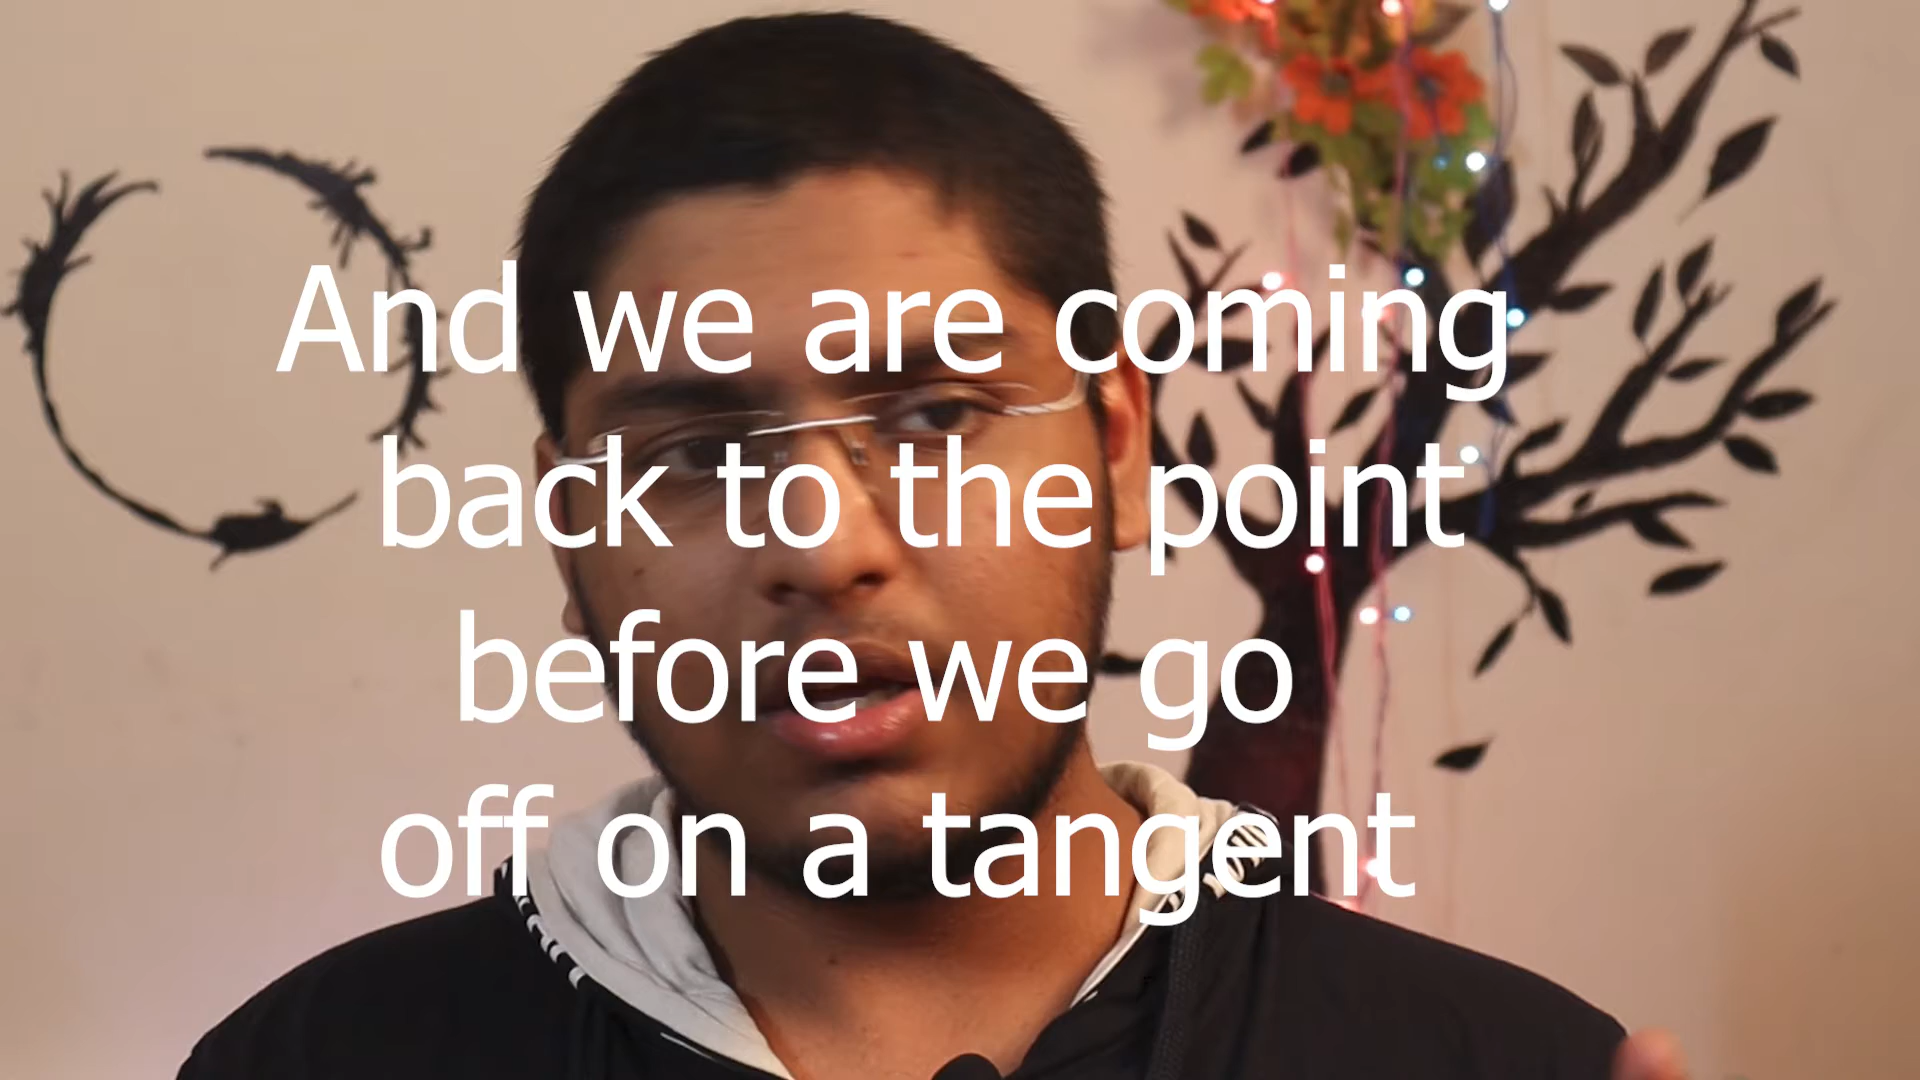 And we are coming
back to the point
before we go
off on a tangent